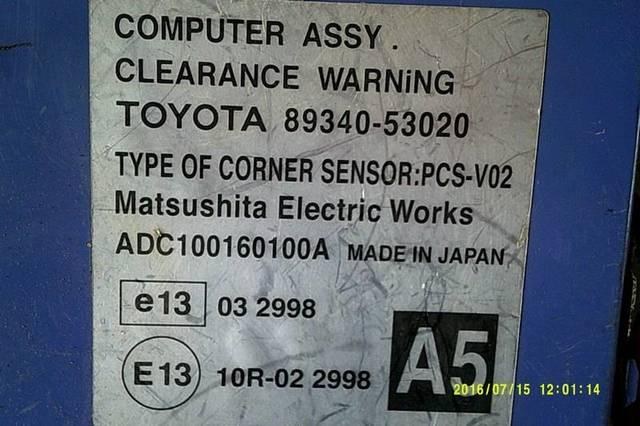 COMPUTER ASSY.
CLEARANCE WARNiNG
TOYOTA 89340-53020
TYPE OF CORNER SENSOR:PCS-V02
Matsushita Electric Works
ADC100160100A MADE IN JAPAN
e13 03 2998
E13 10R-02 2998
A5
2016/07/15 12:01:14